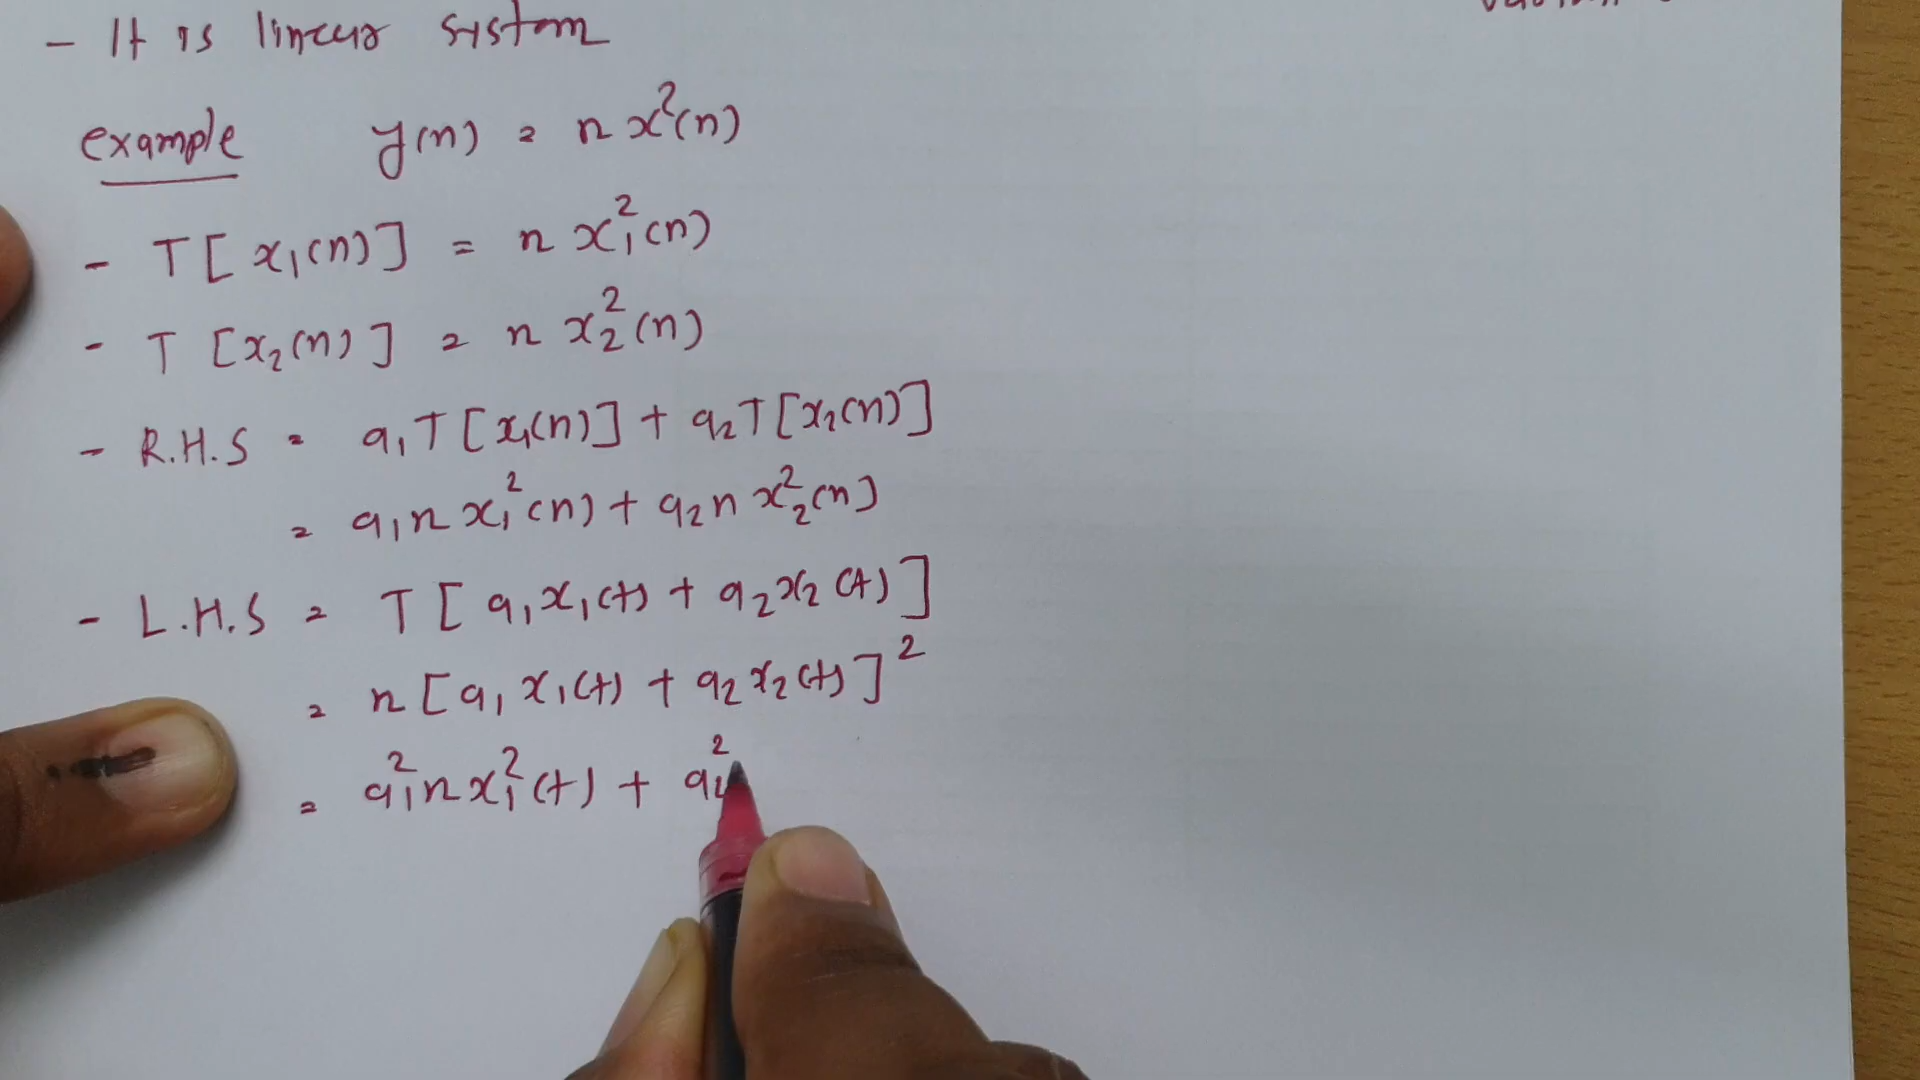 - It is linear system
example y(n) = n x²(n)
- T[x₁(n)] = n x₁²(n)
- T[x₂(n)] = n x₂²(n)
- R.H.S = a₁T[x₁(n)] + a₂T[x₂(n)]
= a₁n x₁²(n) + a₂n x₂²(n)
- L.H.S = T[a₁x₁(t) + a₂x₂(t)]
= n[a₁x₁(t) + a₂x₂(t)]²
= a₁²n x₁²(t) + a₂²